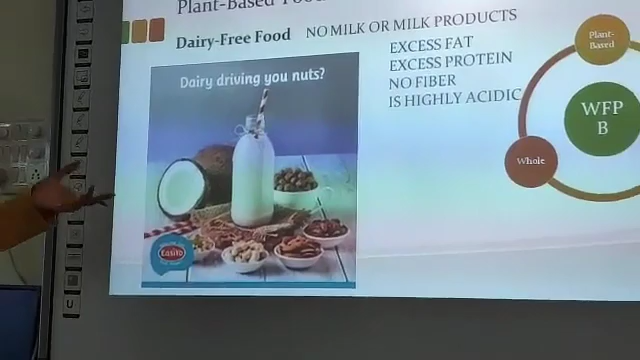 Plant-Based Food
Dairy-Free Food
NO MILK OR MILK PRODUCTS
EXCESS FAT
EXCESS PROTEIN
NO FIBER
IS HIGHLY ACIDIC
Dairy driving you nuts?
EASIYO
Plant-
Based
WFP
B
Whole
U